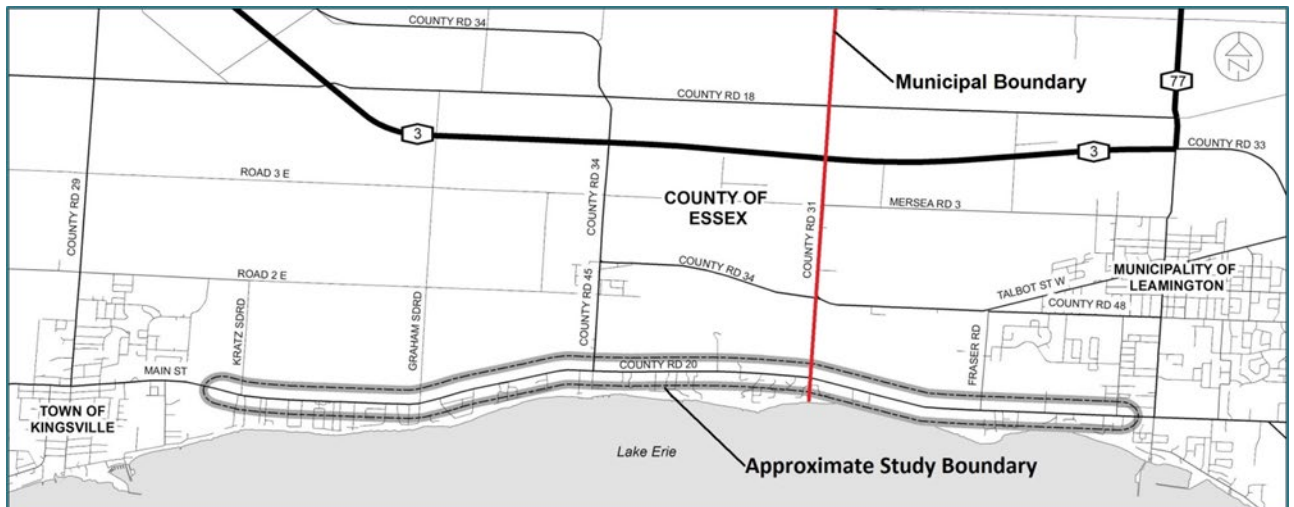 COUNTY RD 34
Municipal Boundary
77
N
COUNTY RD 18
3
3
COUNTY RD 33
COUNTY RD 29
ROAD 3 E
COUNTY RD 34
COUNTY OF
ESSEX
COUNTY RD 31
MERSEA RD 3
ROAD 2 E
COUNTY RD 34
TALBOT ST W
MUNICIPALITY OF
LEAMINGTON
COUNTY RD 48
KRATZ SDRD
GRAHAM SDRD
COUNTY RD 45
FRASER RD
MAIN ST
COUNTY RD 20
TOWN OF
KINGSVILLE
Lake Erie
Approximate Study Boundary